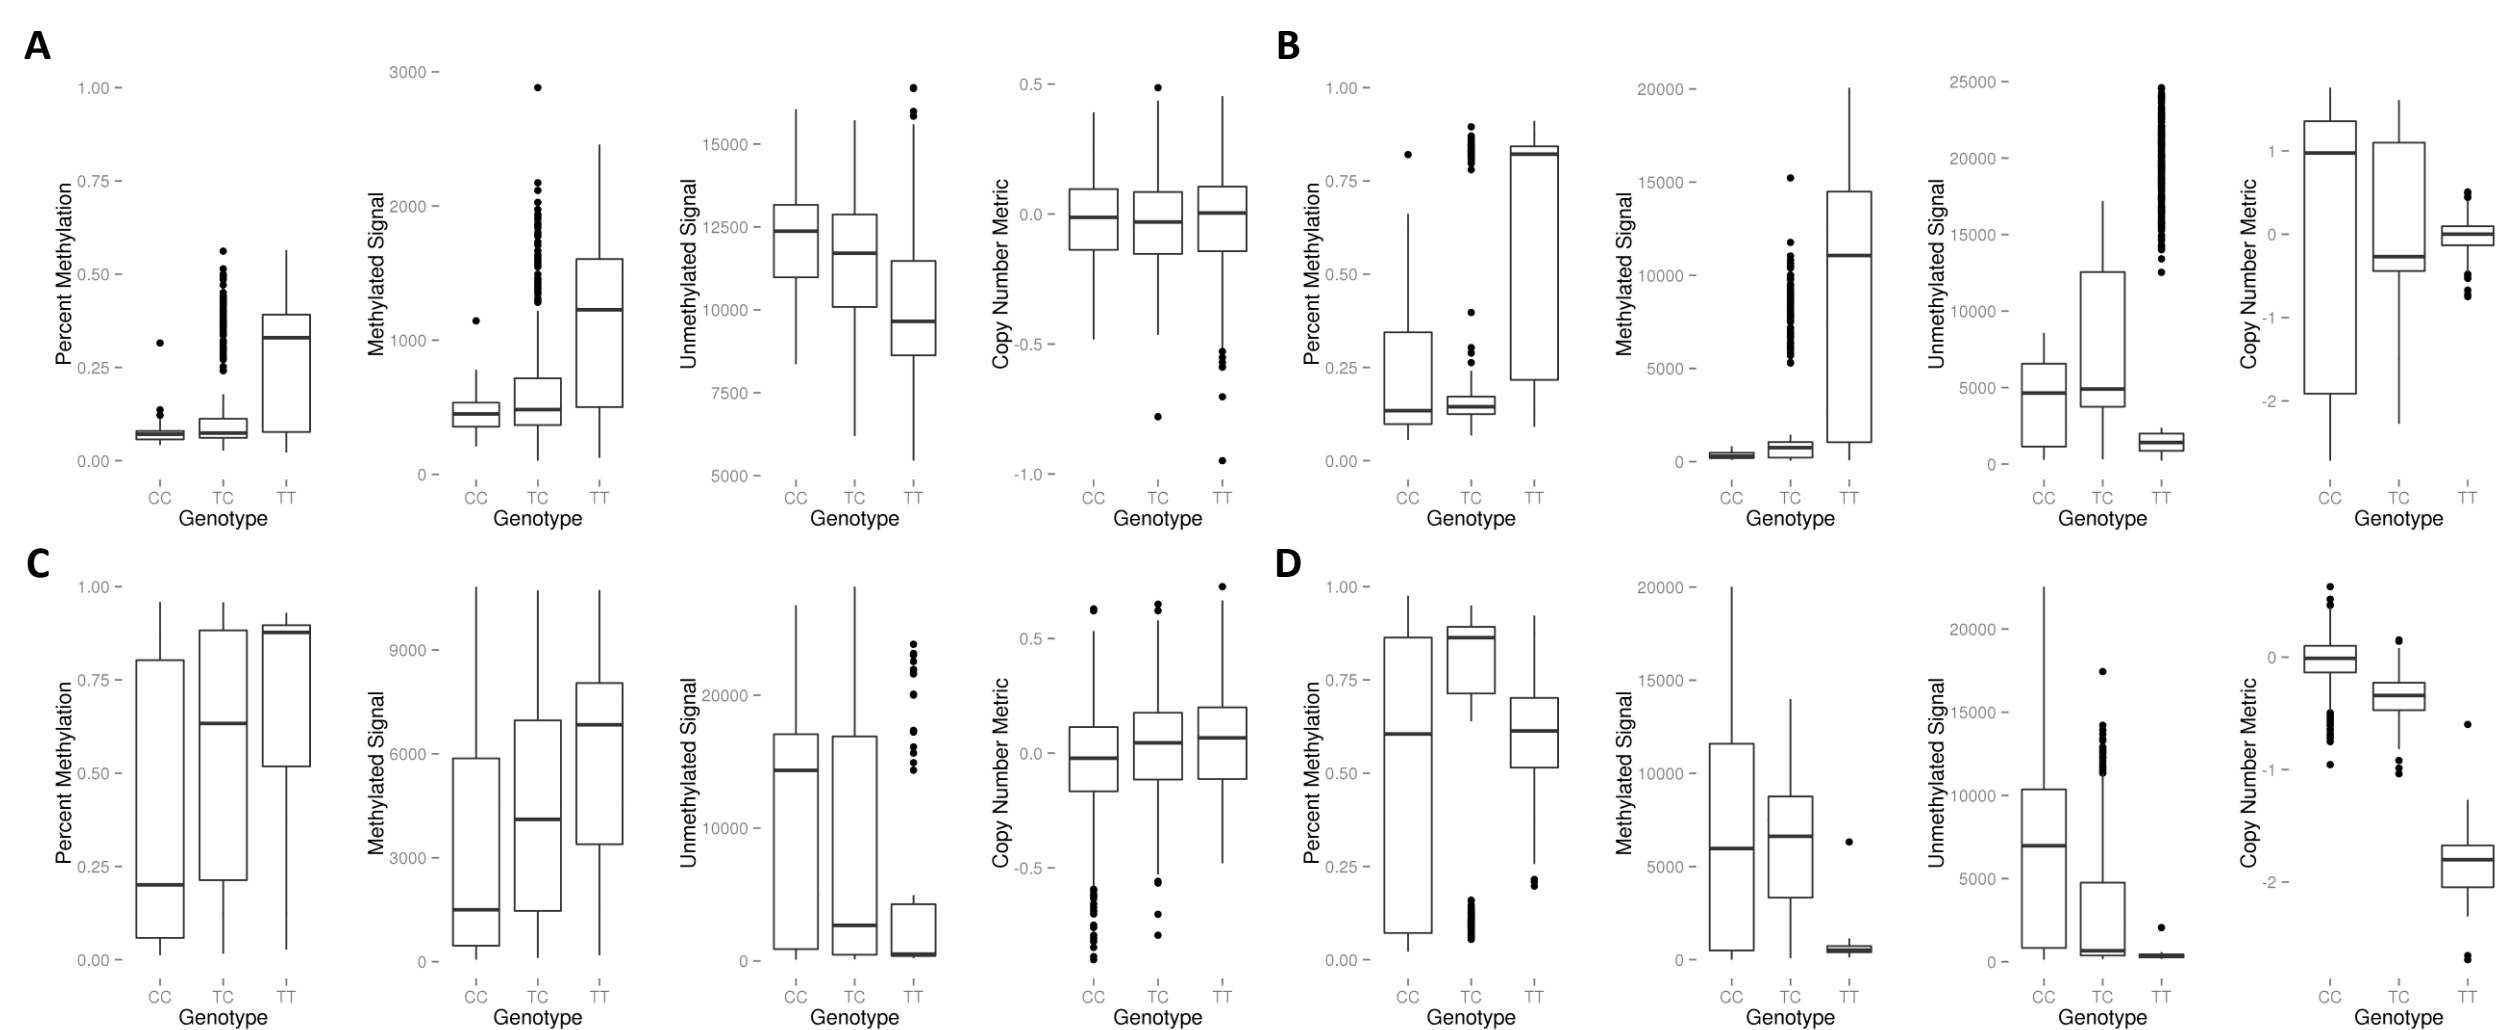 A
Percent Methylation
1.00
0.75
0.50
0.25
0.00
CC TC TT
Genotype
Methylated Signal
3000
2000
1000
0
CC TC TT
Genotype
Unmethylated Signal
15000
12500
10000
7500
5000
CC TC TT
Genotype
Copy Number Metric
0.5
0.0
-0.5
-1.0
CC TC TT
Genotype
B
Percent Methylation
1.00
0.75
0.50
0.25
0.00
CC TC TT
Genotype
Methylated Signal
20000
15000
10000
5000
0
CC TC TT
Genotype
Unmethylated Signal
25000
20000
15000
10000
5000
0
CC TC TT
Genotype
Copy Number Metric
1
0
-1
-2
CC TC TT
Genotype
C
Percent Methylation
1.00
0.75
0.50
0.25
0.00
CC TC TT
Genotype
Methylated Signal
9000
6000
3000
0
CC TC TT
Genotype
Unmethylated Signal
20000
10000
0
CC TC TT
Genotype
Copy Number Metric
0.5
0.0
-0.5
CC TC TT
Genotype
D
Percent Methylation
1.00
0.75
0.50
0.25
0.00
CC TC TT
Genotype
Methylated Signal
20000
15000
10000
5000
0
CC TC TT
Genotype
Unmethylated Signal
20000
15000
10000
5000
0
CC TC TT
Genotype
Copy Number Metric
0
-1
-2
CC TC TT
Genotype